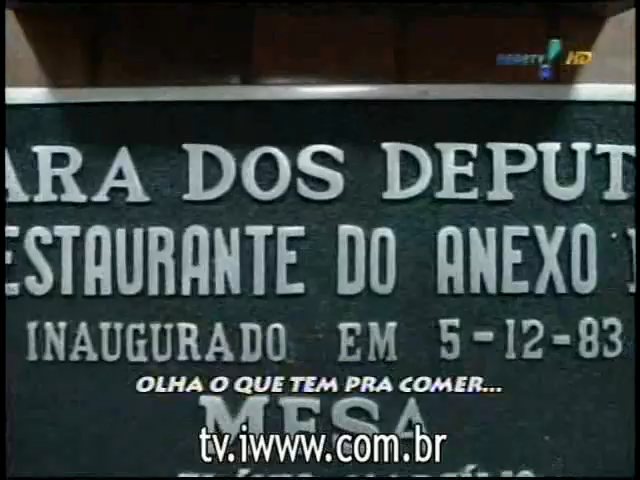 REDETV! HD
ARA DOS DEPUT
ESTAURANTE DO ANEXO
INAUGURADO EM 5-12-83
OLHA O QUE TEM PRA COMER...
MESA
tv.iwww.com.br